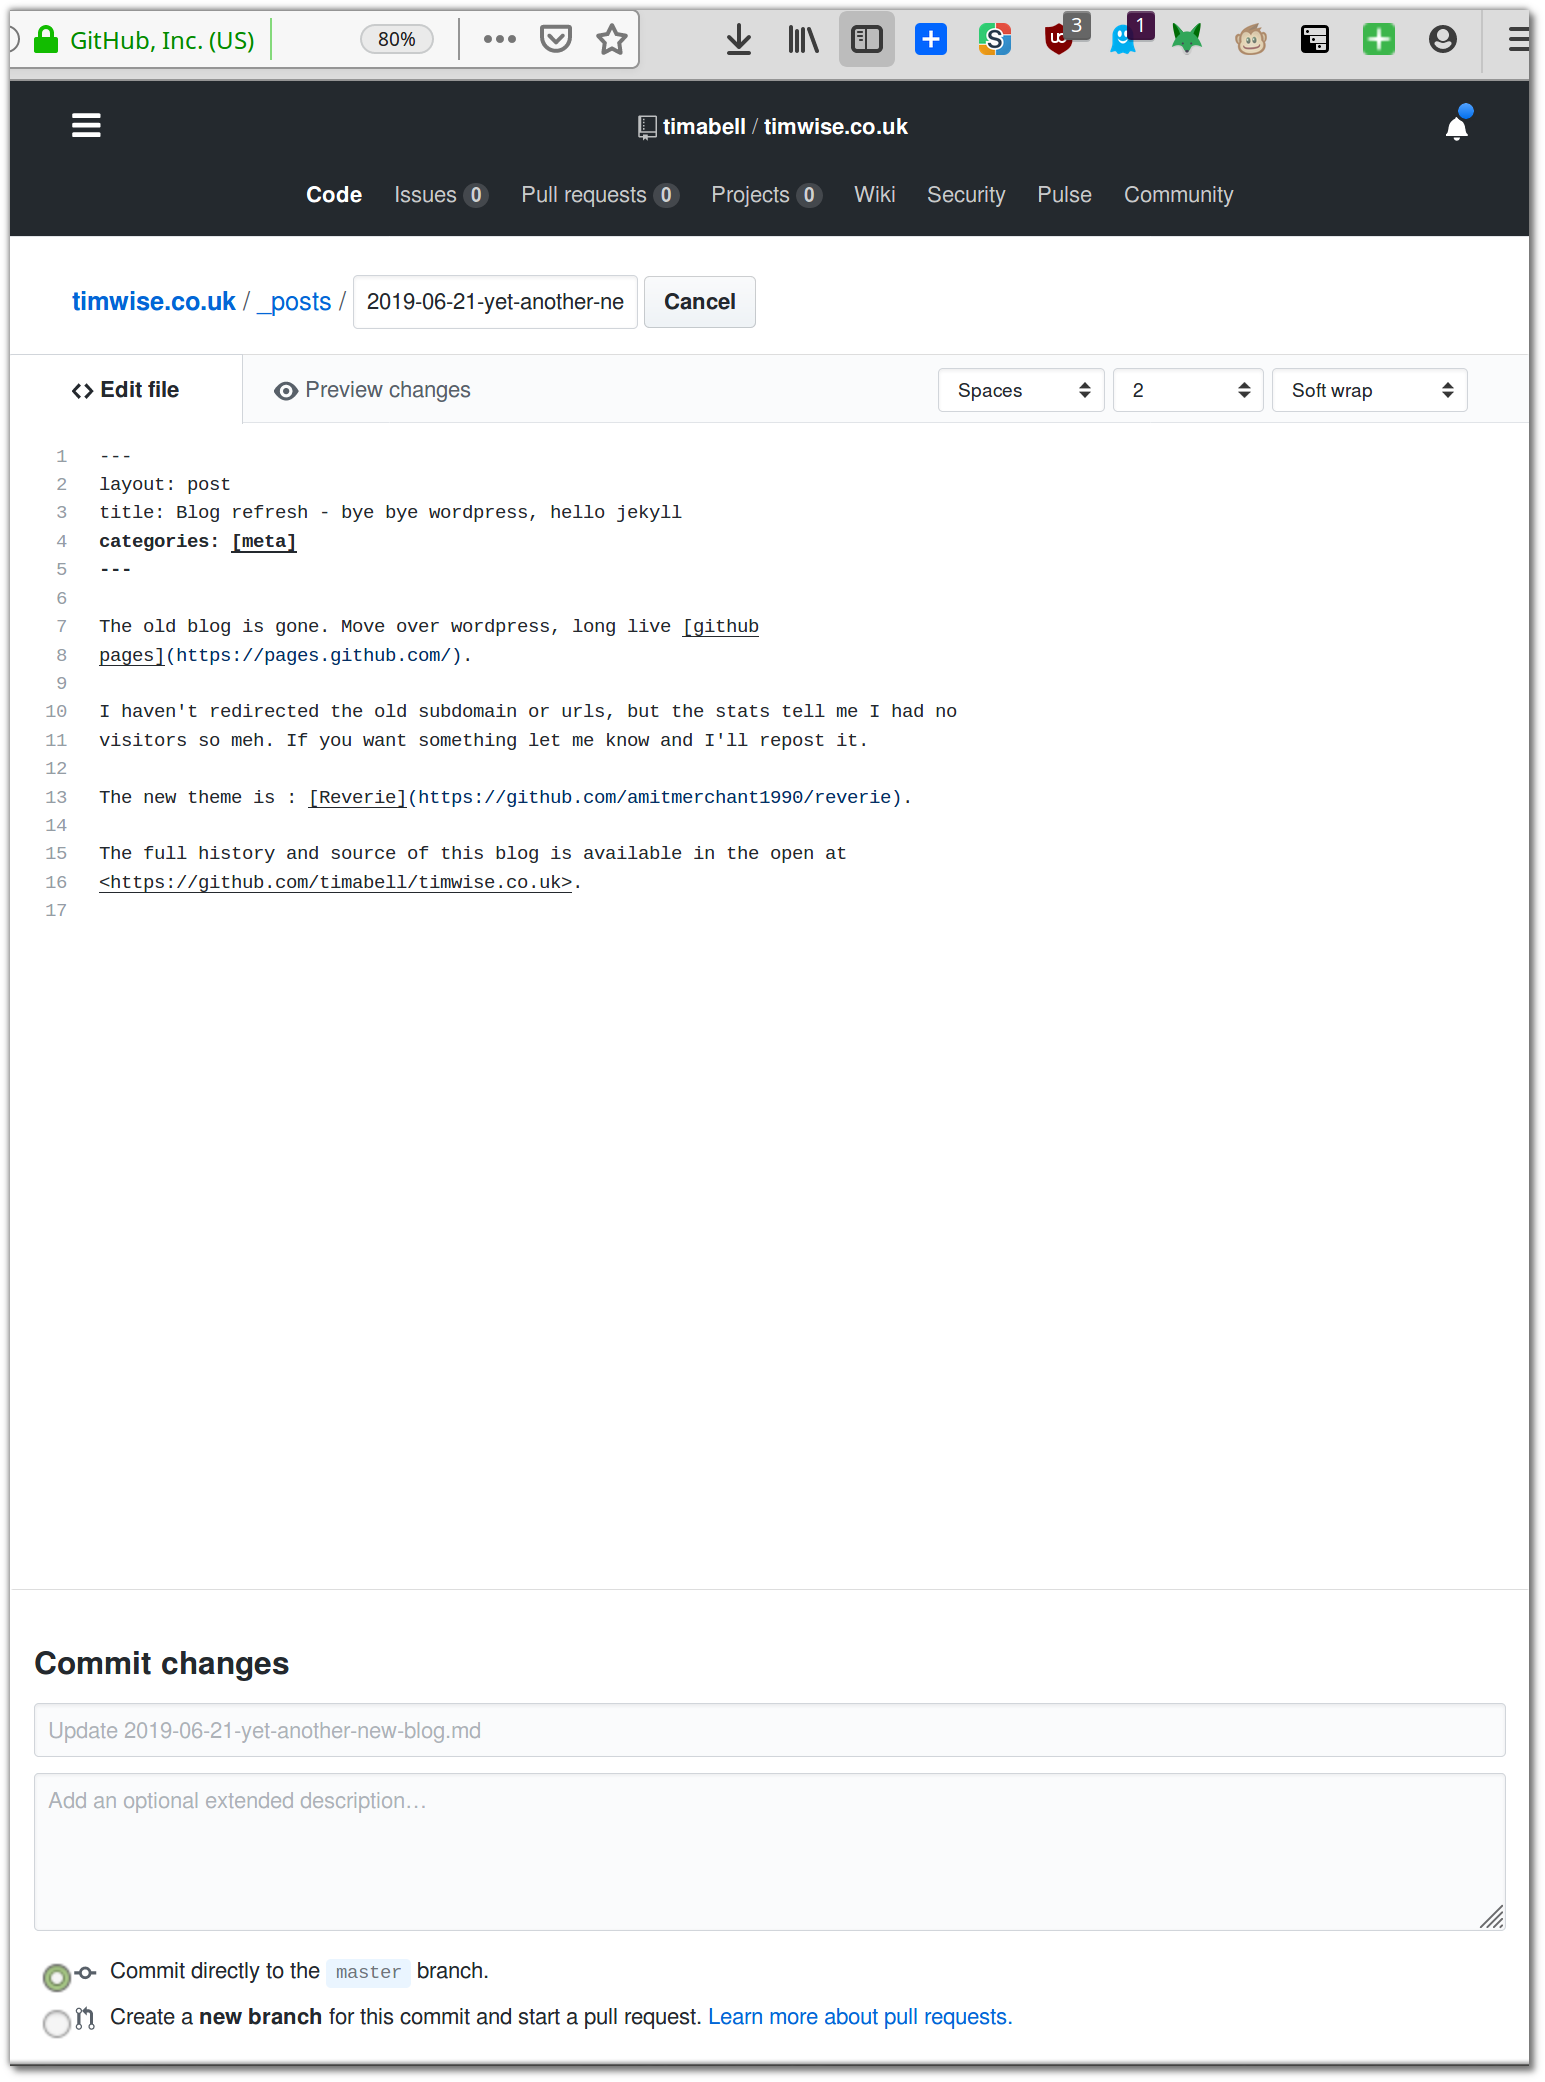 GitHub, Inc. (US) 80% 3 1
timabell / timwise.co.uk
Code Issues 0 Pull requests 0 Projects 0 Wiki Security Pulse Community
timwise.co.uk / _posts / 2019-06-21-yet-another-ne Cancel
Edit file Preview changes Spaces 2 Soft wrap
1 ---
2 layout: post
3 title: Blog refresh - bye bye wordpress, hello jekyll
4 categories: [meta]
5 ---
6
7 The old blog is gone. Move over wordpress, long live [github
8 pages](https://pages.github.com/).
9
10 I haven't redirected the old subdomain or urls, but the stats tell me I had no
11 visitors so meh. If you want something let me know and I'll repost it.
12
13 The new theme is : [Reverie](https://github.com/amitmerchant1990/reverie).
14
15 The full history and source of this blog is available in the open at
16 <https://github.com/timabell/timwise.co.uk>.
17
Commit changes
Update 2019-06-21-yet-another-new-blog.md
Add an optional extended description…
Commit directly to the master branch.
Create a new branch for this commit and start a pull request. Learn more about pull requests.